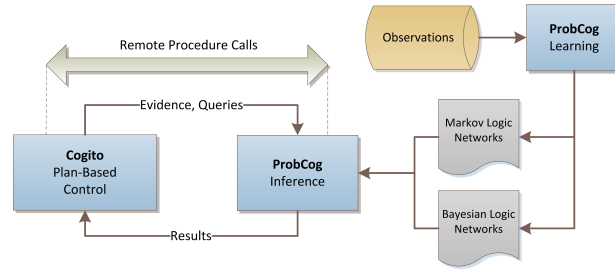 Remote Procedure Calls
Observations
ProbCog
Learning
Evidence, Queries
Markov Logic
Networks
Cogito
Plan-Based
Control
ProbCog
Inference
Bayesian Logic
Networks
Results